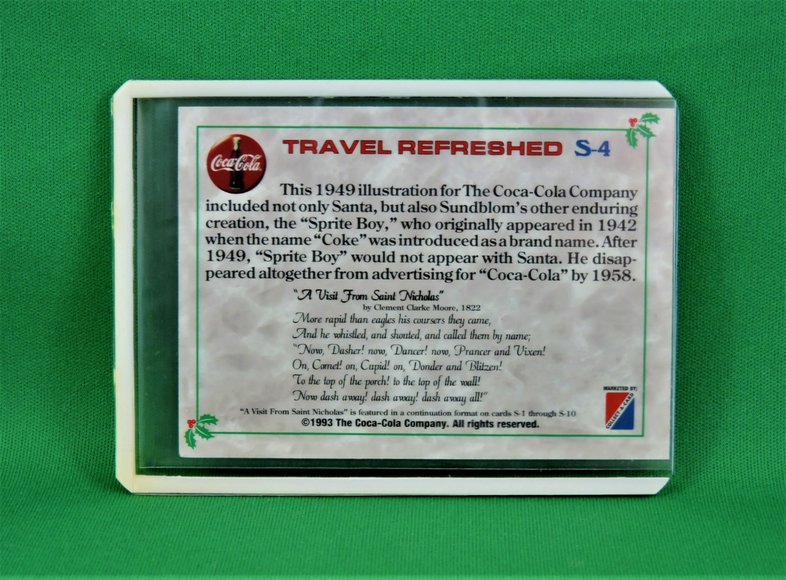 Coca-Cola
TRAVEL REFRESHED S-4
This 1949 illustration for The Coca-Cola Company
included not only Santa, but also Sundblom's other enduring
creation, the "Sprite Boy," who originally appeared in 1942
when the name "Coke" was introduced as a brand name. After
1949, "Sprite Boy" would not appear with Santa. He disap-
peared altogether from advertising for "Coca-Cola" by 1958.
"A Visit From Saint Nicholas"
by Clement Clarke Moore, 1822
More rapid than eagles his coursers they came,
And he whistled, and shouted, and called them by name;
"Now, Dasher! now, Dancer! now, Prancer and Vixen!
On, Comet! on, Cupid! on, Donder and Blitzen!
To the top of the porch! to the top of the wall!
Now dash away! dash away! dash away all!"
"A Visit From Saint Nicholas" is featured in a continuation format on cards S-1 through S-10
©1993 The Coca-Cola Company. All rights reserved.
MARKETED BY:
COLLECT-A-CARD